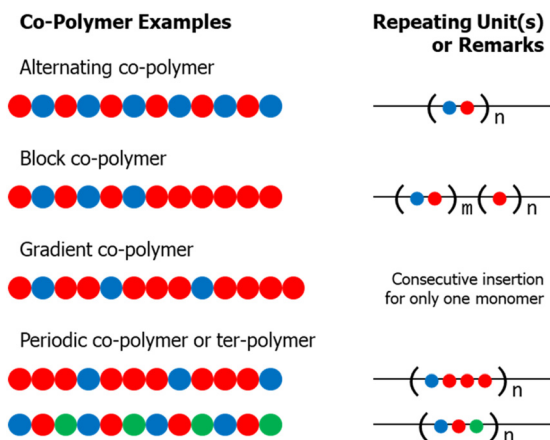 Co-Polymer Examples
Repeating Unit(s)
or Remarks
Alternating co-polymer
( )n
Block co-polymer
( )m ( )n
Gradient co-polymer
Consecutive insertion
for only one monomer
Periodic co-polymer or ter-polymer
( )n
( )n